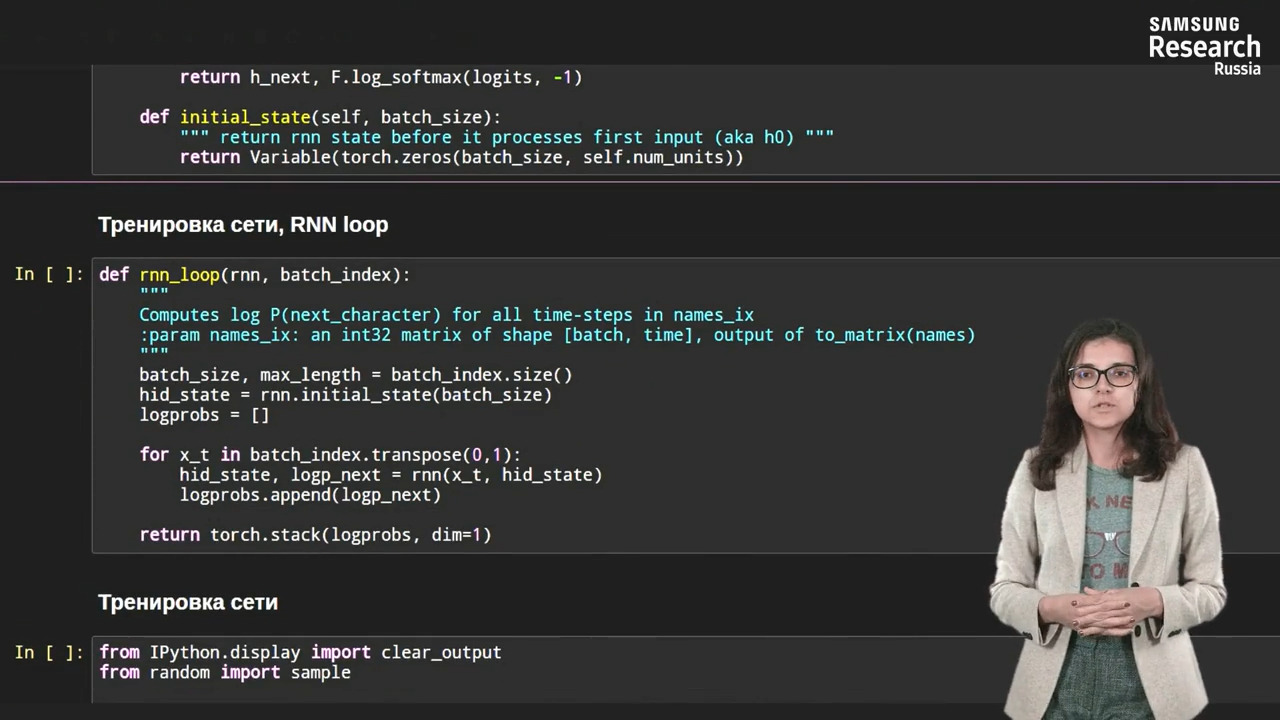 SAMSUNG
Research
Russia
return h_next, F.log_softmax(logits, -1)
def initial_state(self, batch_size):
""" return rnn state before it processes first input (aka h0) """
return Variable(torch.zeros(batch_size, self.num_units))
Тренировка сети, RNN loop
In [ ]:
def rnn_loop(rnn, batch_index):
"""
Computes log P(next_character) for all time-steps in names_ix
:param names_ix: an int32 matrix of shape [batch, time], output of to_matrix(names)
"""
batch_size, max_length = batch_index.size()
hid_state = rnn.initial_state(batch_size)
logprobs = []
for x_t in batch_index.transpose(0,1):
hid_state, logp_next = rnn(x_t, hid_state)
logprobs.append(logp_next)
return torch.stack(logprobs, dim=1)
Тренировка сети
In [ ]:
from IPython.display import clear_output
from random import sample